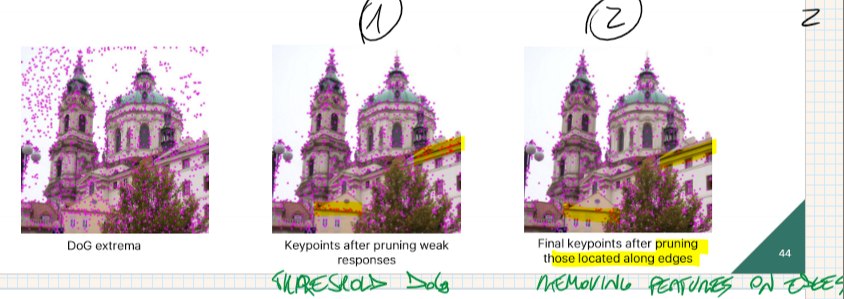 1
2
2
DoG extrema
Keypoints after pruning weak
responses
Final keypoints after pruning
those located along edges
44
THRESHOLD DoG
REMOVING FEATURES ON EDGES